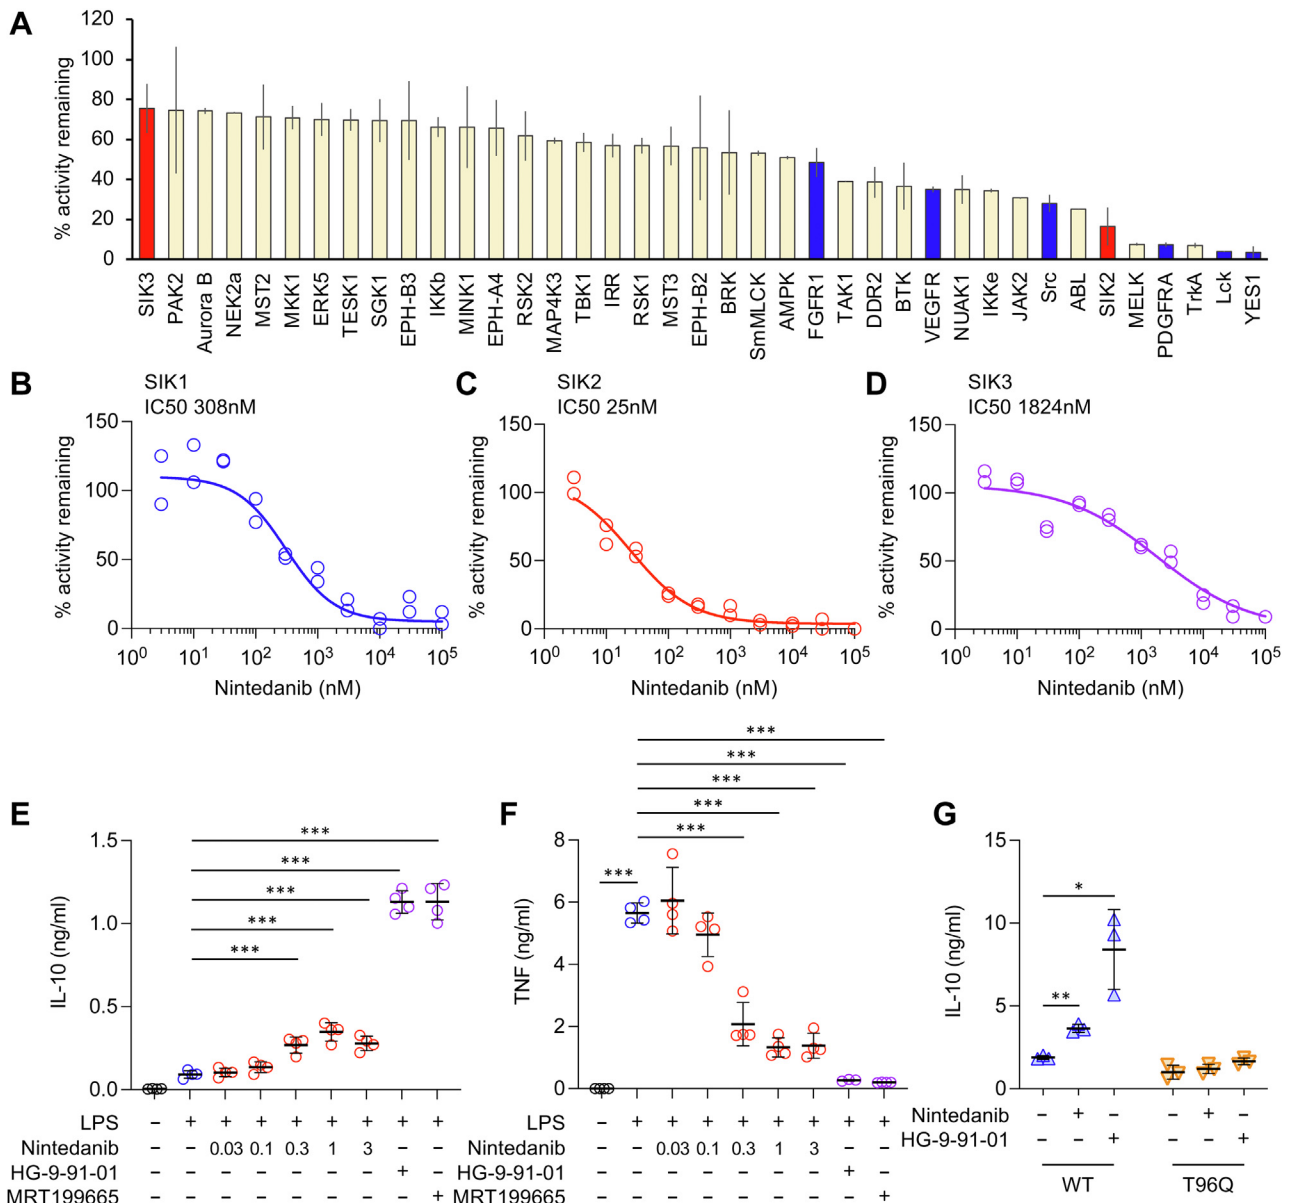 A
% activity remaining
120
100
80
60
40
20
0
SIK3
PAK2
Aurora B
NEK2a
MST2
MKK1
ERK5
TESK1
SGK1
EPH-B3
IKKb
MINK1
EPH-A4
RSK2
MAP4K3
TBK1
IRR
RSK1
MST3
EPH-B2
BRK
SmMLCK
AMPK
FGFR1
TAK1
DDR2
BTK
VEGFR
NUAK1
IKKe
JAK2
Src
ABL
SIK2
MELK
PDGFRA
TrkA
Lck
YES1
B
SIK1
IC50 308nM
% activity remaining
150
100
50
0
10^0 10^1 10^2 10^3 10^4 10^5
Nintedanib (nM)
C
SIK2
IC50 25nM
% activity remaining
150
100
50
0
10^0 10^1 10^2 10^3 10^4 10^5
Nintedanib (nM)
D
SIK3
IC50 1824nM
% activity remaining
150
100
50
0
10^0 10^1 10^2 10^3 10^4 10^5
Nintedanib (nM)
E
IL-10 (ng/ml)
1.5
1.0
0.5
0.0
***
***
***
***
***
LPS – + + + + + + + +
Nintedanib – – 0.03 0.1 0.3 1 3 – –
HG-9-91-01 – – – – – – – + –
MRT199665 – – – – – – – – +
F
TNF (ng/ml)
8
6
4
2
0
***
***
***
***
***
***
LPS – + + + + + + + +
Nintedanib – – 0.03 0.1 0.3 1 3 – –
HG-9-91-01 – – – – – – – + –
MRT199665 – – – – – – – – +
G
IL-10 (ng/ml)
15
10
5
0
*
**
Nintedanib – + – – + –
HG-9-91-01 – – + – – +
WT T96Q